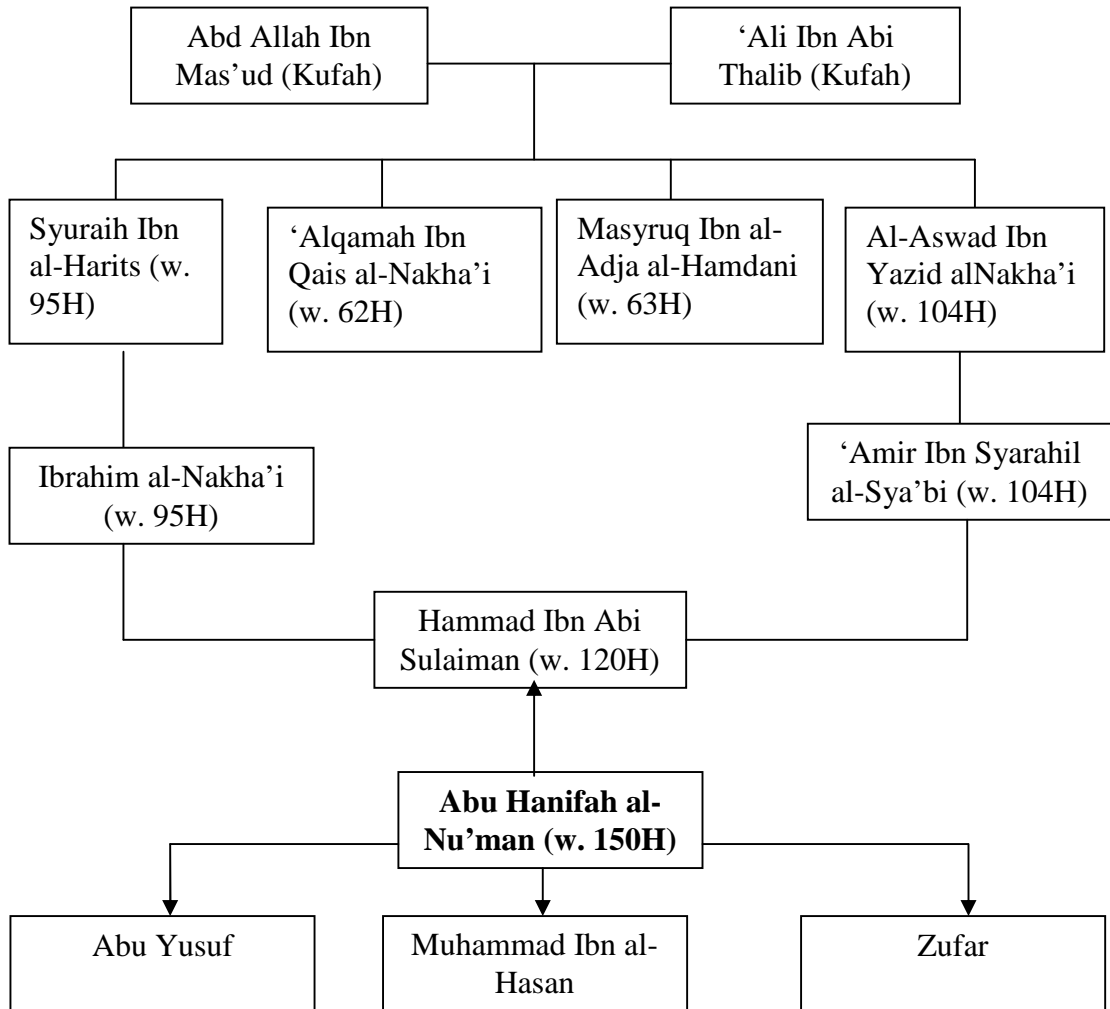 Abd Allah Ibn
Mas’ud (Kufah)
‘Ali Ibn Abi
Thalib (Kufah)
Syuraih Ibn
al-Harits (w.
95H)
‘Alqamah Ibn
Qais al-Nakha’i
(w. 62H)
Masyruq Ibn al-
Adja al-Hamdani
(w. 63H)
Al-Aswad Ibn
Yazid alNakha’i
(w. 104H)
Ibrahim al-Nakha’i
(w. 95H)
‘Amir Ibn Syarahil
al-Sya’bi (w. 104H)
Hammad Ibn Abi
Sulaiman (w. 120H)
Abu Hanifah al-
Nu’man (w. 150H)
Abu Yusuf
Muhammad Ibn al-
Hasan
Zufar